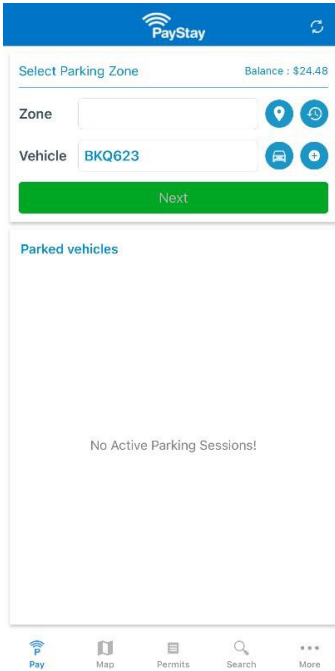 PayStay
Select Parking Zone Balance : $24.48
Zone
Vehicle BKQ623
Next
Parked vehicles
No Active Parking Sessions!
P
Pay Map Permits Search More